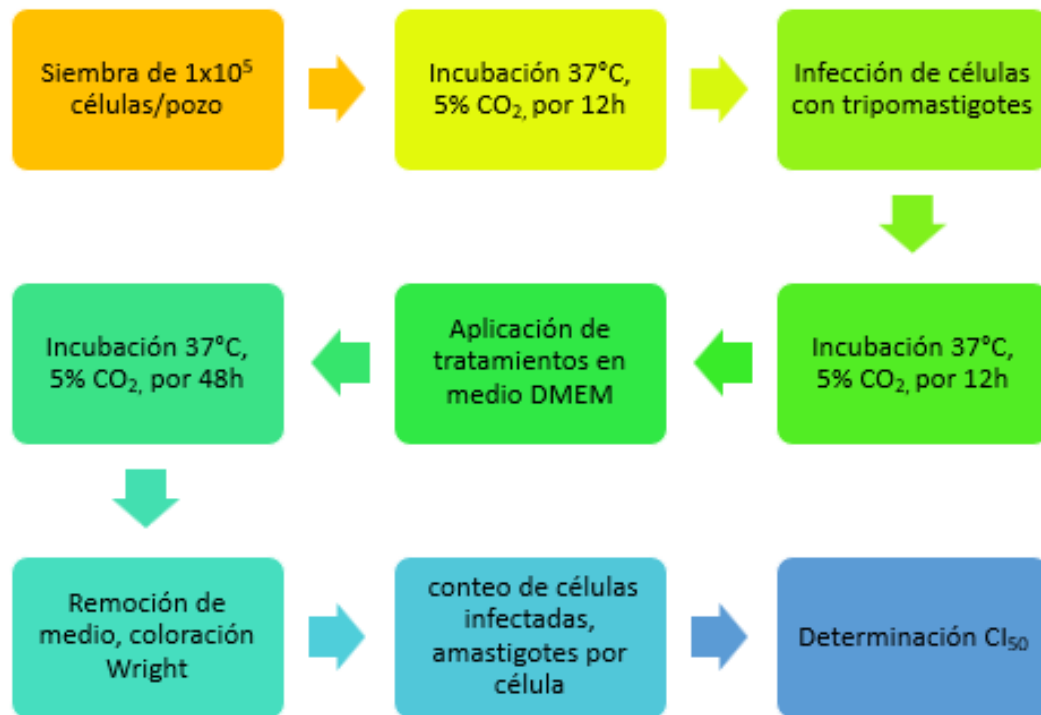 Siembra de 1x10⁵
células/pozo
Incubación 37°C,
5% CO₂, por 12h
Infección de células
con tripomastigotes
Incubación 37°C,
5% CO₂, por 12h
Aplicación de
tratamientos en
medio DMEM
Incubación 37°C,
5% CO₂, por 48h
Remoción de
medio, coloración
Wright
conteo de células
infectadas,
amastigotes por
célula
Determinación CI₅₀